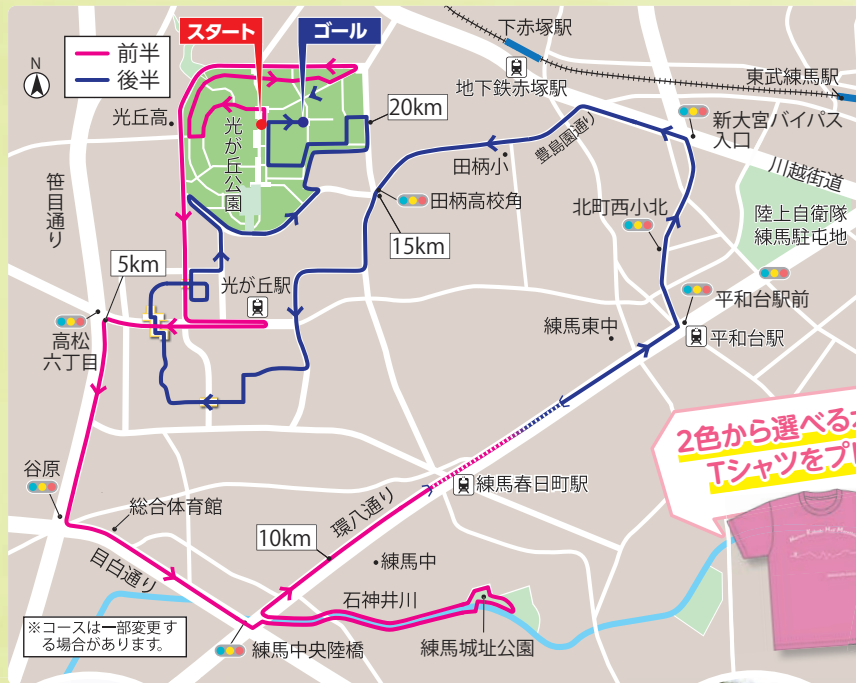 スタート
ゴール
N
前半
後半
下赤塚駅
地下鉄赤塚駅
東武練馬駅
光丘高
光が丘公園
20km
新大宮バイパス
入口
豊島園通り
田柄小
川越街道
笹目通り
田柄高校角
北町西小北
陸上自衛隊
練馬駐屯地
15km
5km
光が丘駅
平和台駅前
高松
六丁目
練馬東中
平和台駅
2色から選べる
Tシャツをプ
谷原
練馬春日町駅
総合体育館
環八通り
10km
練馬中
目白通り
石神井川
※コースは一部変更す
る場合があります。
練馬中央陸橋
練馬城址公園